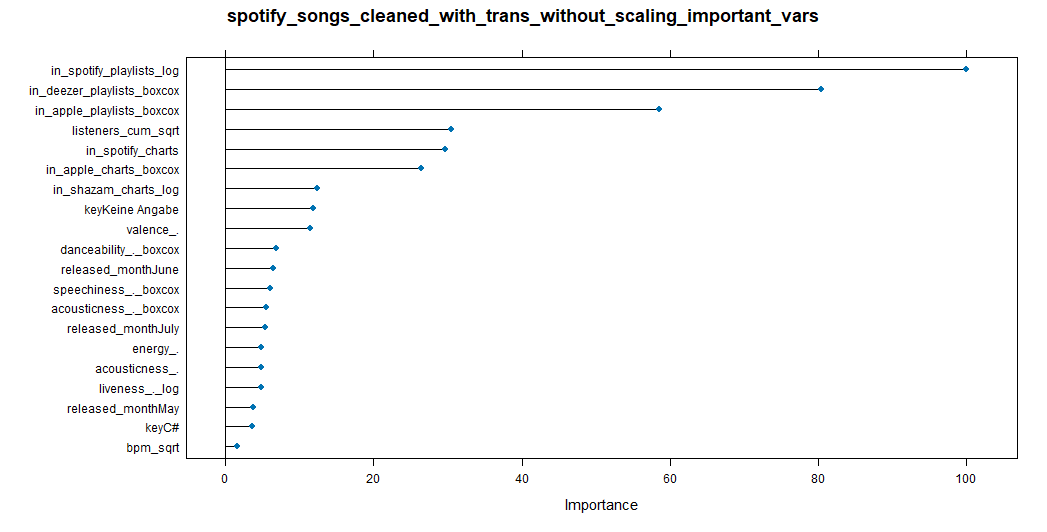 spotify_songs_cleaned_with_trans_without_scaling_important_vars
in_spotify_playlists_log
in_deezer_playlists_boxcox
in_apple_playlists_boxcox
listeners_cum_sqrt
in_spotify_charts
in_apple_charts_boxcox
in_shazam_charts_log
keyKeine Angabe
valence_.
danceability_._boxcox
released_monthJune
speechiness_._boxcox
acousticness_._boxcox
released_monthJuly
energy_.
acousticness_.
liveness_._log
released_monthMay
keyC#
bpm_sqrt
0 20 40 60 80 100
Importance